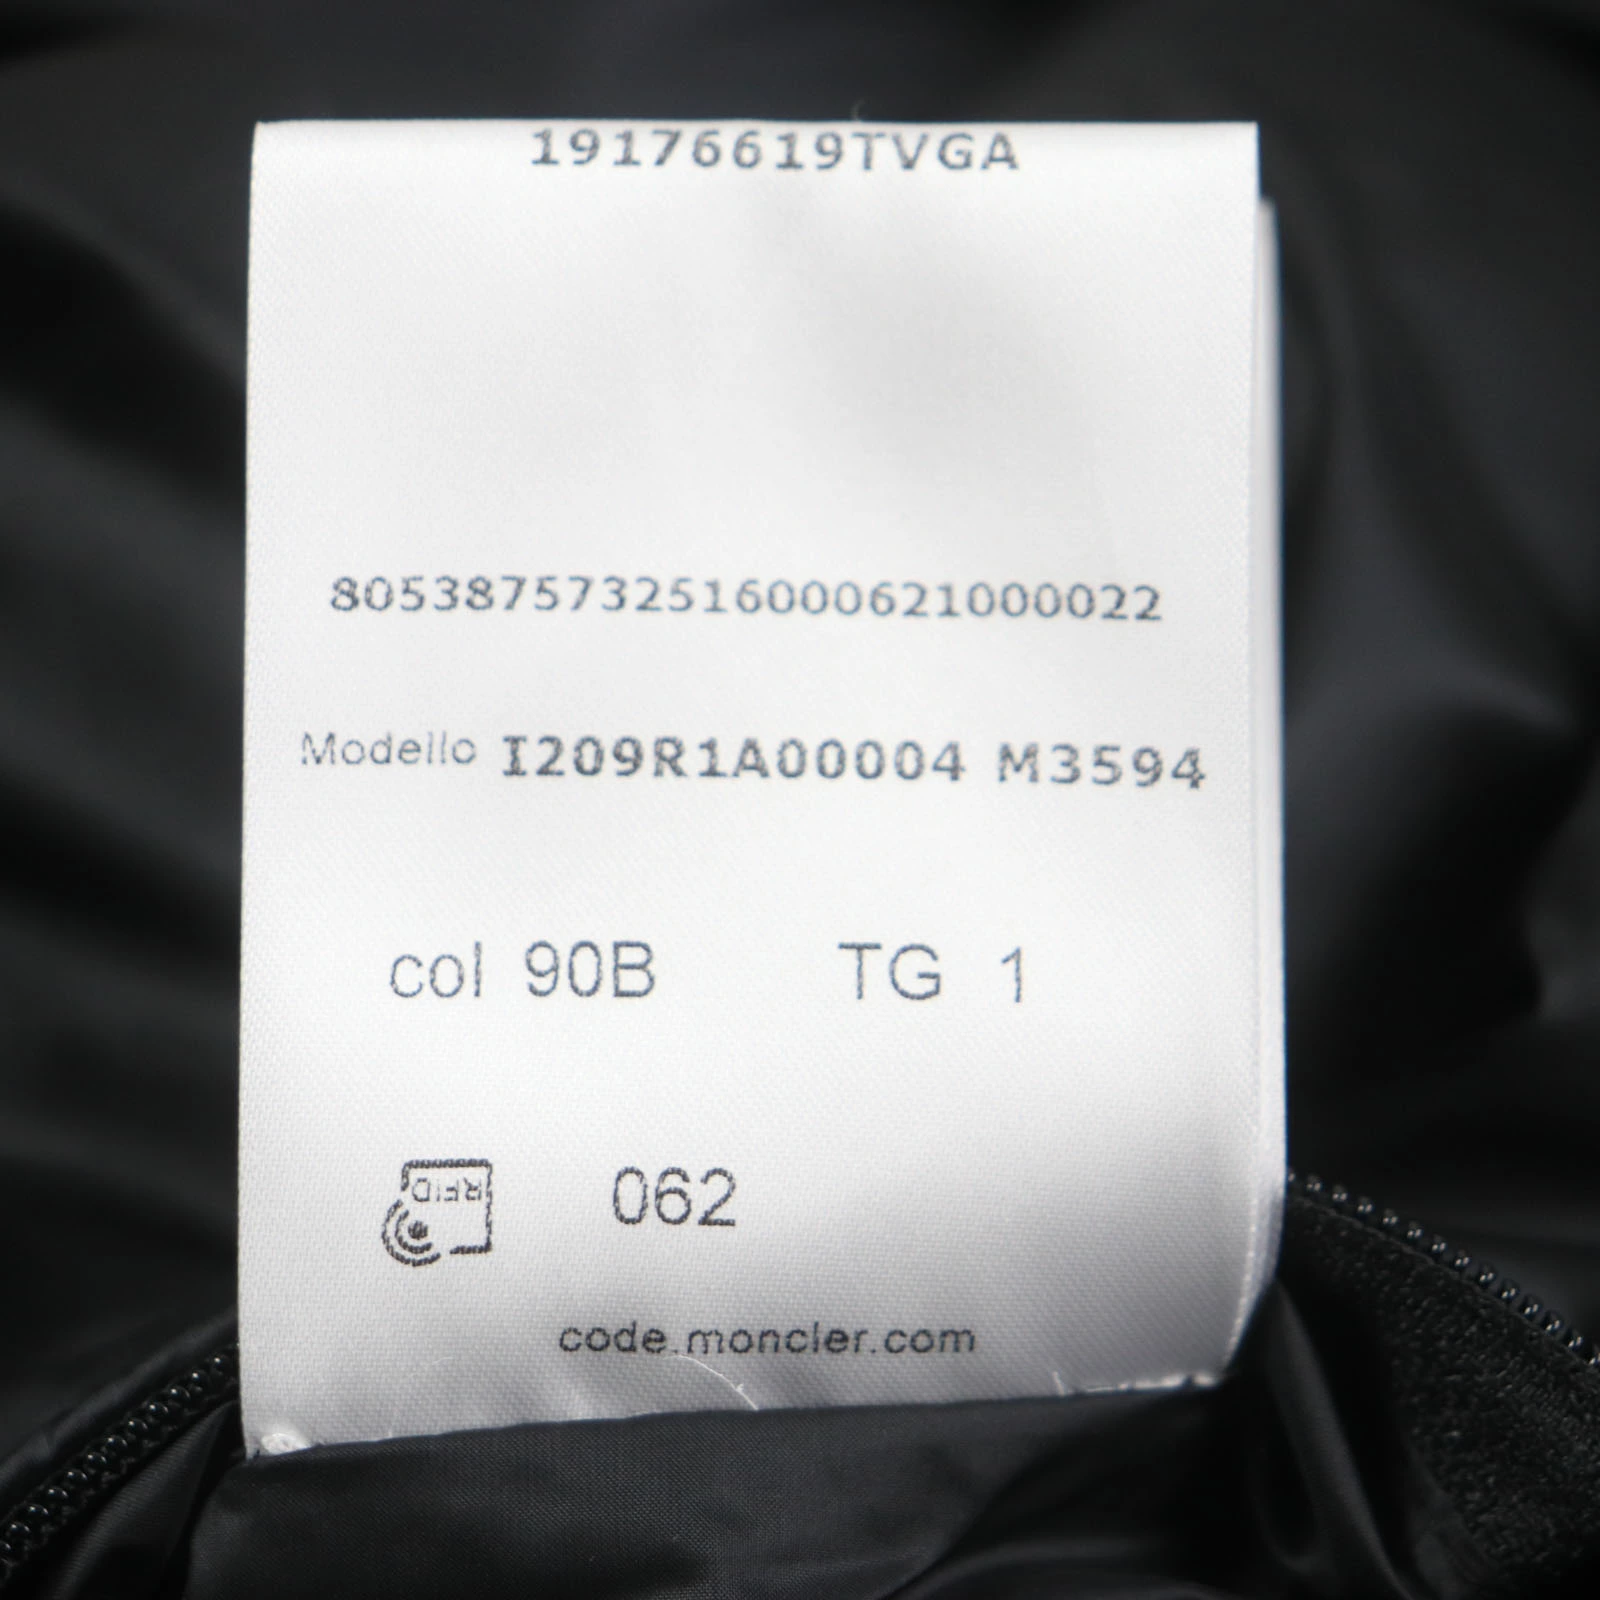 19176619TVGA
8053875732516000621000022
Modello I209R1A00004 M3594
col 90B TG 1
RFID 062
code.moncler.com